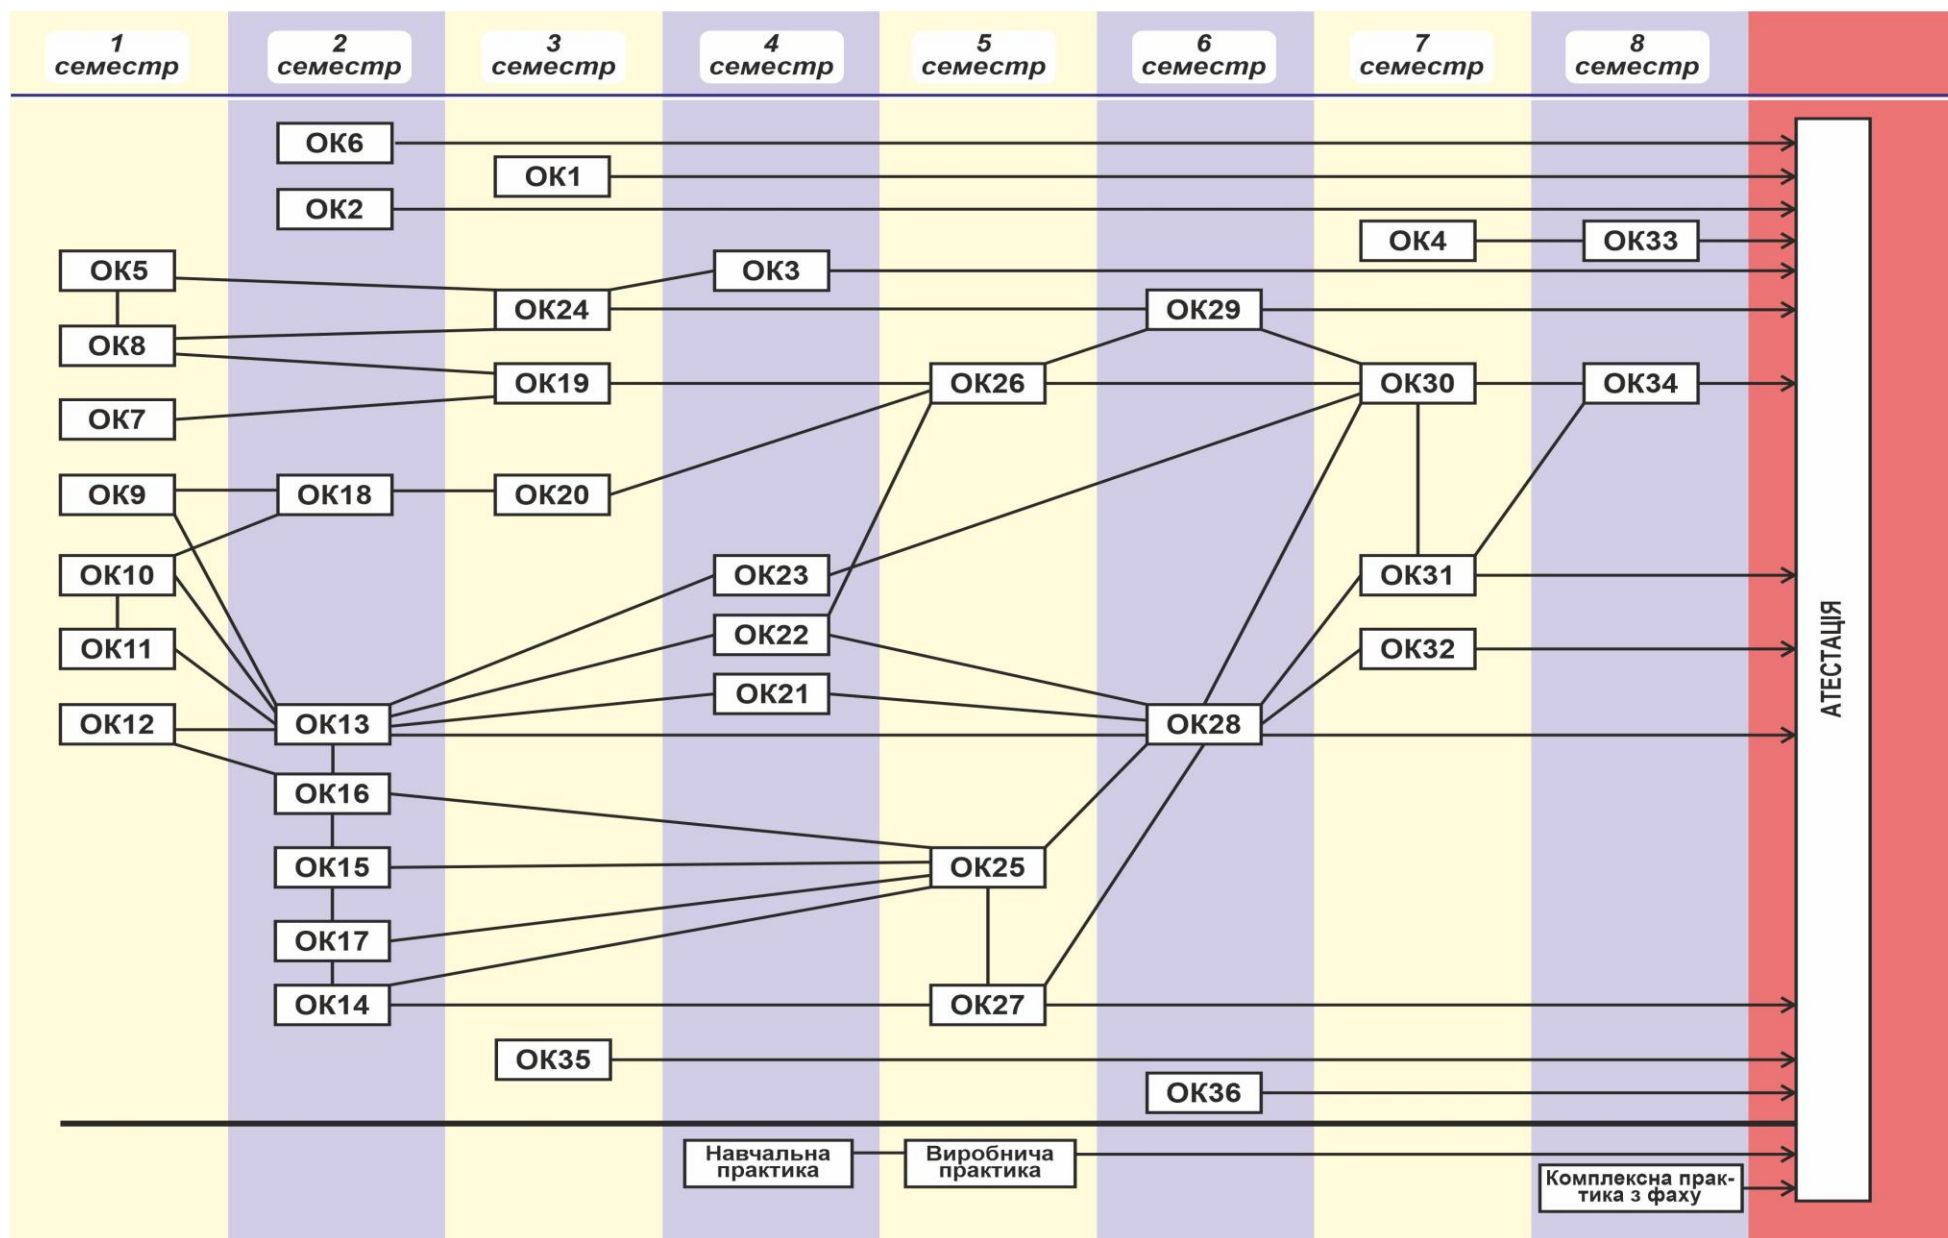 1
семестр
2
семестр
3
семестр
4
семестр
5
семестр
6
семестр
7
семестр
8
семестр
ОК6
ОК1
ОК2
ОК4
ОК33
ОК5
ОК3
ОК24
ОК29
ОК8
ОК19
ОК26
ОК30
ОК34
ОК7
ОК9
ОК18
ОК20
ОК10
ОК23
ОК31
ОК22
ОК11
ОК32
ОК21
ОК12
ОК13
ОК28
ОК16
ОК15
ОК25
ОК17
ОК14
ОК27
ОК35
ОК36
АТЕСТАЦІЯ
Навчальна
практика
Виробнича
практика
Комплексна прак-
тика з фаху